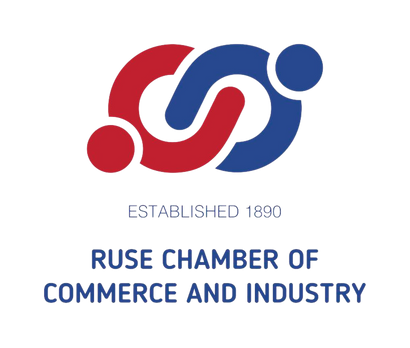 ESTABLISHED 1890
RUSE CHAMBER OF
COMMERCE AND INDUSTRY